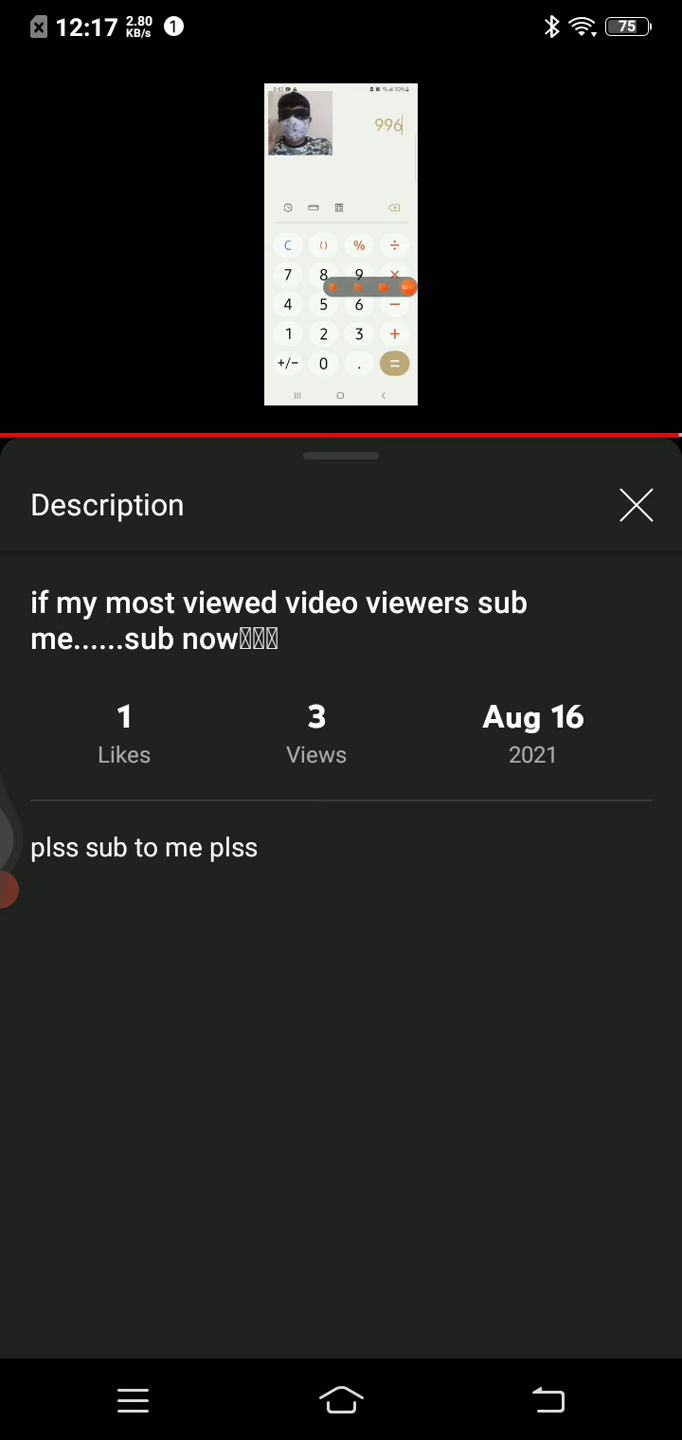 12:17 2.80 KB/s 1 75
996
C () % ÷
7 8 9 ×
4 5 6 −
1 2 3 +
+/− 0 . =
Description
if my most viewed video viewers sub
me......sub now
1 3 Aug 16
Likes Views 2021
plss sub to me plss